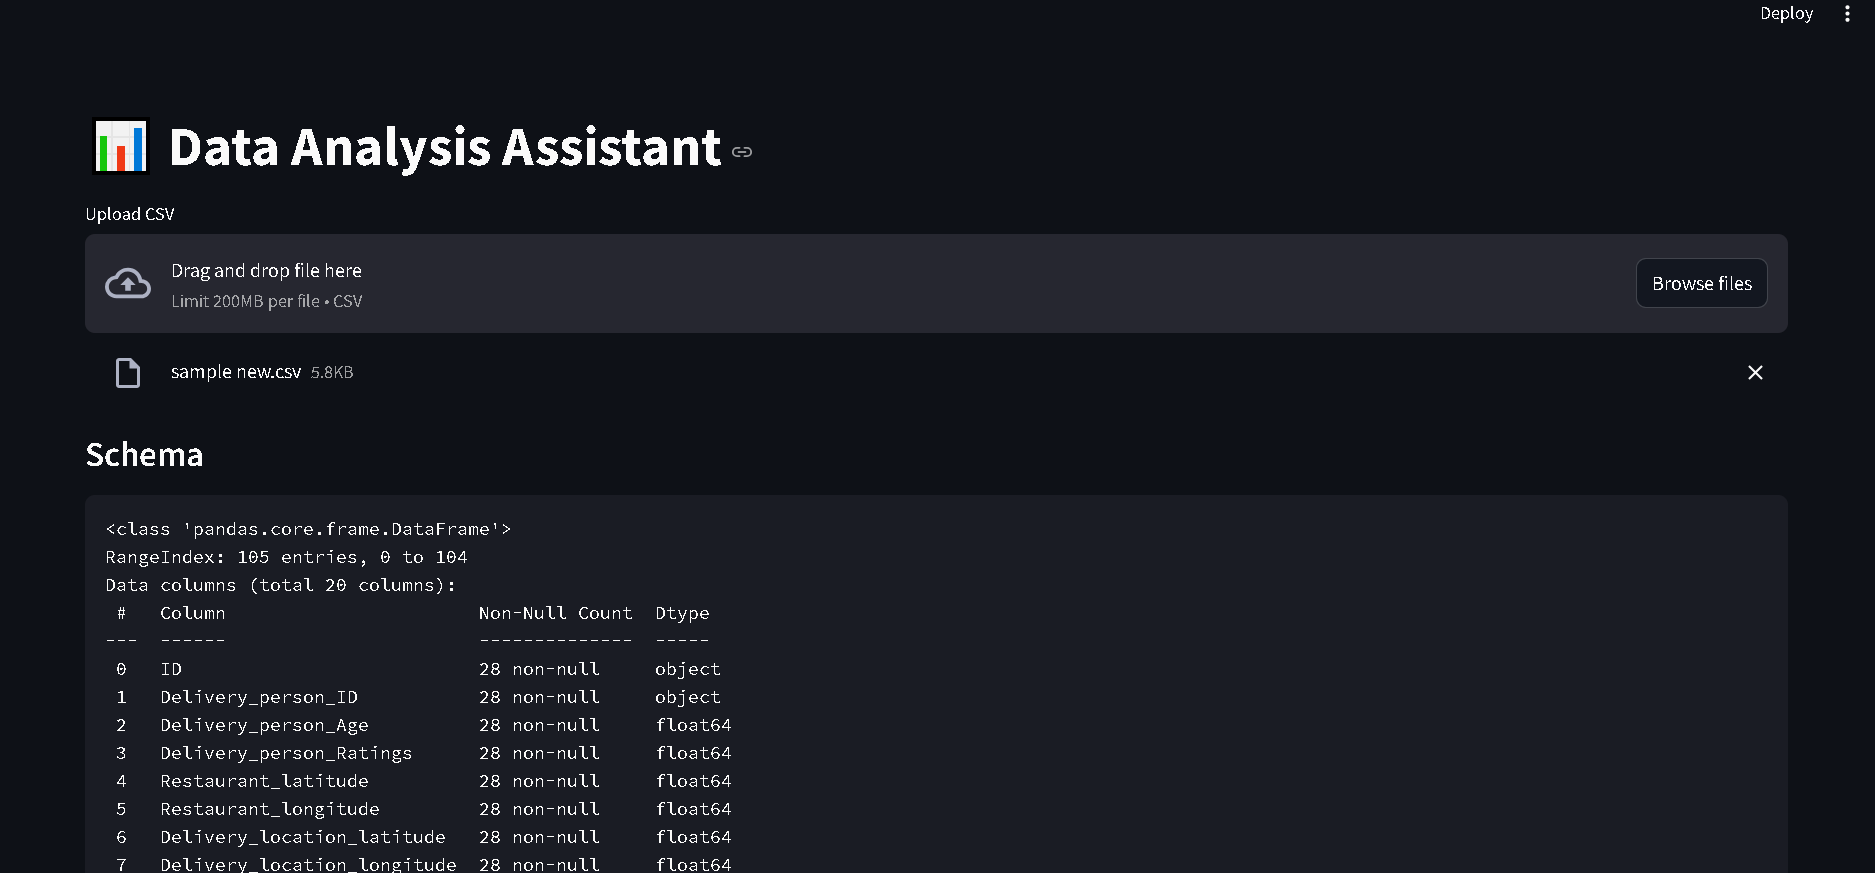 Deploy
Data Analysis Assistant
Upload CSV
Drag and drop file here
Limit 200MB per file • CSV
Browse files
sample new.csv 5.8KB
Schema
<class 'pandas.core.frame.DataFrame'>
RangeIndex: 105 entries, 0 to 104
Data columns (total 20 columns):
 #   Column                       Non-Null Count  Dtype
---  ------                       --------------  -----
 0   ID                           28 non-null     object
 1   Delivery_person_ID           28 non-null     object
 2   Delivery_person_Age          28 non-null     float64
 3   Delivery_person_Ratings      28 non-null     float64
 4   Restaurant_latitude          28 non-null     float64
 5   Restaurant_longitude         28 non-null     float64
 6   Delivery_location_latitude   28 non-null     float64
 7   Delivery_location_longitude  28 non-null     float64